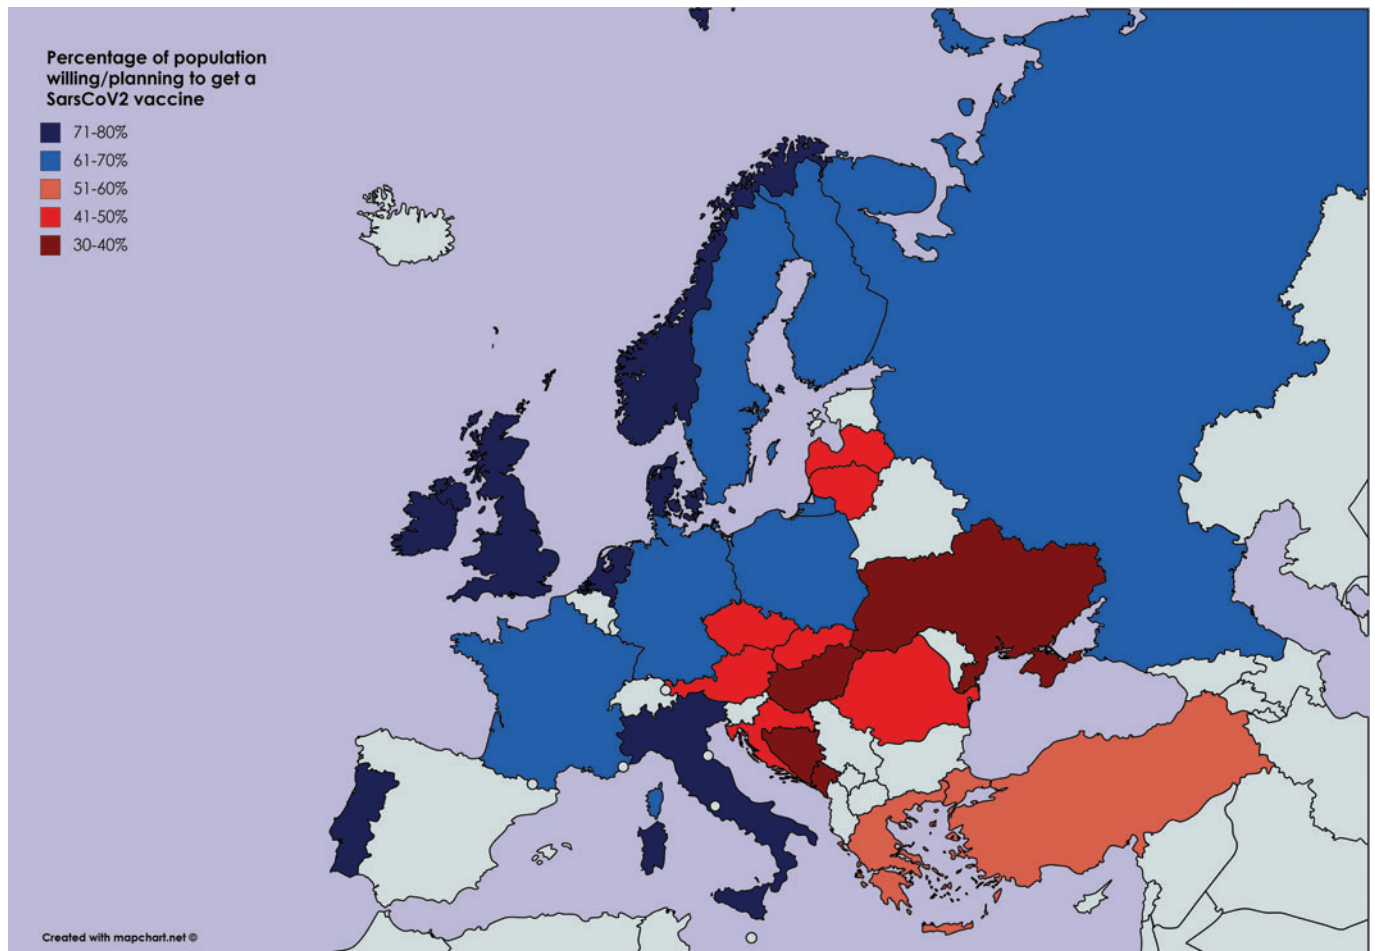 Percentage of population
willing/planning to get a
SarsCoV2 vaccine
71-80%
61-70%
51-60%
41-50%
30-40%
Created with mapchart.net ©